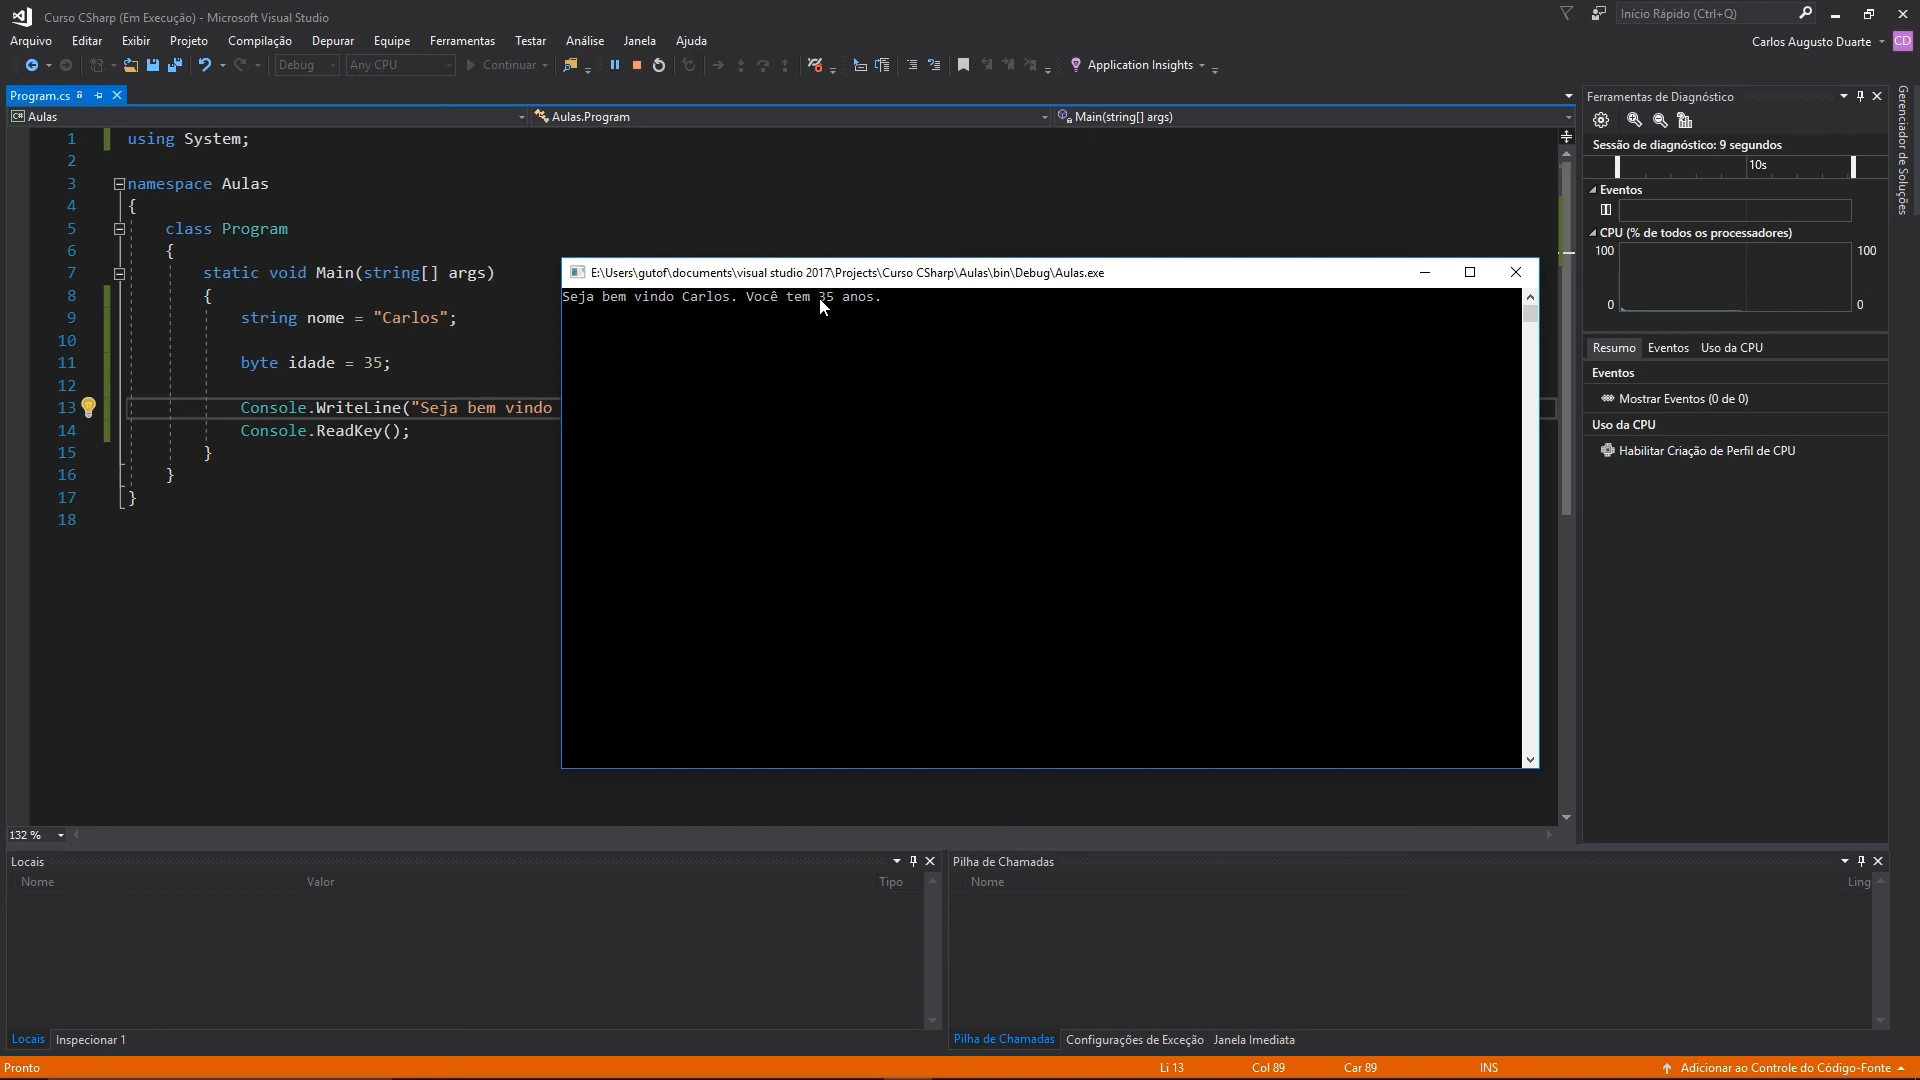 Curso CSharp (Em Execução) - Microsoft Visual Studio
Início Rápido (Ctrl+Q)
Arquivo Editar Exibir Projeto Compilação Depurar Equipe Ferramentas Testar Análise Janela Ajuda
Carlos Augusto Duarte CD
Debug Any CPU Continuar Application Insights
Program.cs
C# Aulas Aulas.Program Main(string[] args)
1 using System;
2
3 namespace Aulas
4 {
5 class Program
6 {
7 static void Main(string[] args)
8 {
9 string nome = "Carlos";
10
11 byte idade = 35;
12
13 Console.WriteLine("Seja bem vindo
14 Console.ReadKey();
15 }
16 }
17 }
18
E:\Users\gutof\documents\visual studio 2017\Projects\Curso CSharp\Aulas\bin\Debug\Aulas.exe
Seja bem vindo Carlos. Você tem 35 anos.
Ferramentas de Diagnóstico
Sessão de diagnóstico: 9 segundos
10s
Eventos
CPU (% de todos os processadores)
100 100
0 0
Resumo Eventos Uso da CPU
Eventos
Mostrar Eventos (0 de 0)
Uso da CPU
Habilitar Criação de Perfil de CPU
Gerenciador de Soluções
132 %
Locais
Nome Valor Tipo
Locais Inspecionar 1
Pilha de Chamadas
Nome Ling
Pilha de Chamadas Configurações de Exceção Janela Imediata
Pronto Li 13 Col 89 Car 89 INS Adicionar ao Controle do Código-Fonte